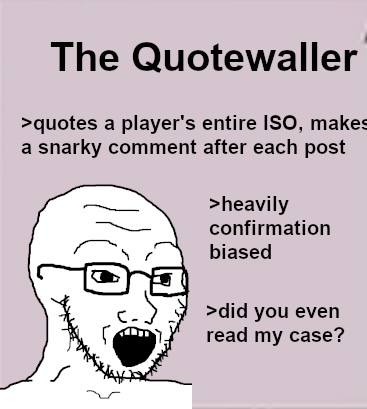 The Quotewaller
>quotes a player's entire ISO, makes
a snarky comment after each post
>heavily
confirmation
biased
>did you even
read my case?